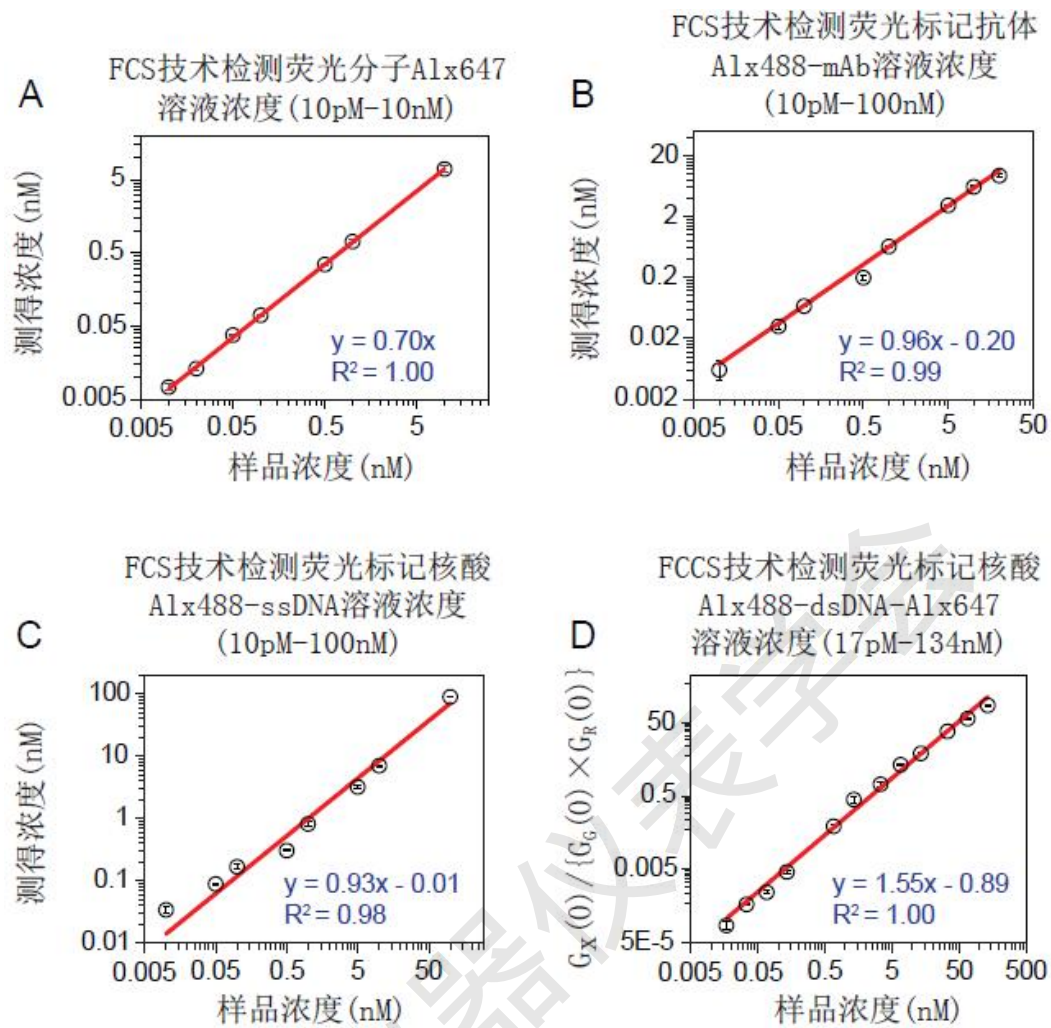 A
FCS技术检测荧光分子Alx647
溶液浓度(10pM-10nM)
测得浓度(nM)
5
0.5
0.05
0.005
y = 0.70x
R² = 1.00
0.005
0.05
0.5
5
样品浓度(nM)
B
FCS技术检测荧光标记抗体
Alx488-mAb溶液浓度
(10pM-100nM)
测得浓度(nM)
20
2
0.2
0.02
0.002
y = 0.96x - 0.20
R² = 0.99
0.005
0.05
0.5
5
50
样品浓度(nM)
C
FCS技术检测荧光标记核酸
Alx488-ssDNA溶液浓度
(10pM-100nM)
测得浓度(nM)
100
10
1
0.1
0.01
y = 0.93x - 0.01
R² = 0.98
0.005
0.05
0.5
5
50
样品浓度(nM)
D
FCCS技术检测荧光标记核酸
Alx488-dsDNA-Alx647
溶液浓度(17pM-134nM)
G_X(0)/{G_G(0)×G_R(0)}
50
0.5
0.005
5E-5
y = 1.55x - 0.89
R² = 1.00
0.005
0.05
0.5
5
50
500
样品浓度(nM)
器仪表学会